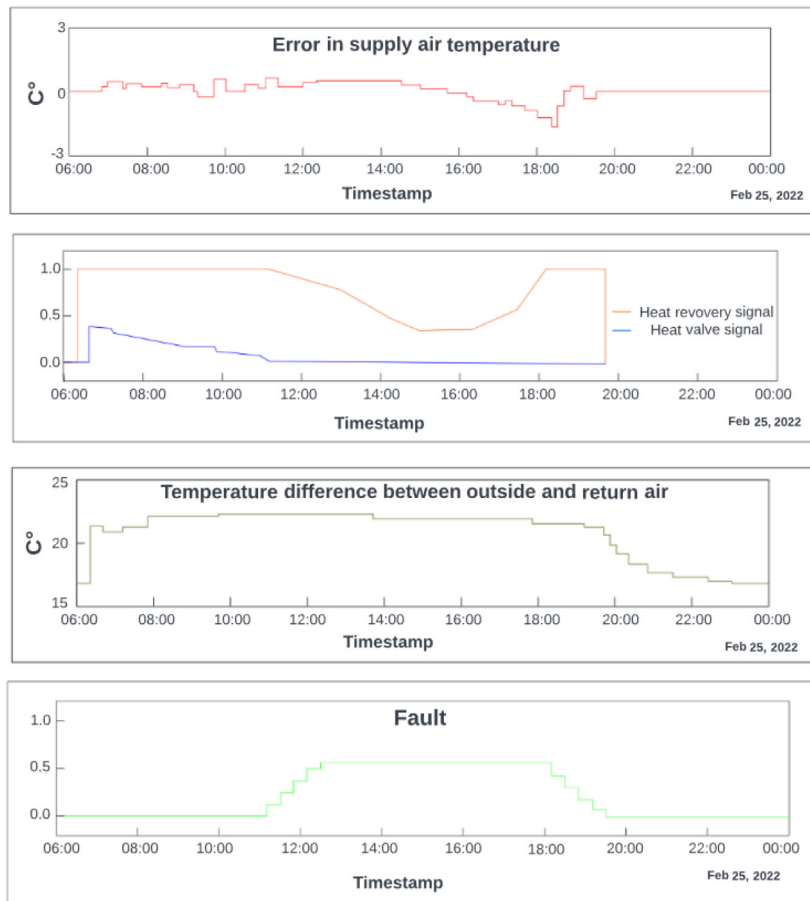 Error in supply air temperature
3
0
-3
C°
06:00 08:00 10:00 12:00 14:00 16:00 18:00 20:00 22:00 00:00
Timestamp
Feb 25, 2022
1.0
0.5
0.0
Heat revovery signal
Heat valve signal
06:00 08:00 10:00 12:00 14:00 16:00 18:00 20:00 22:00 00:00
Timestamp
Feb 25, 2022
Temperature difference between outside and return air
25
20
15
C°
06:00 08:00 10:00 12:00 14:00 16:00 18:00 20:00 22:00 00:00
Timestamp
Feb 25, 2022
Fault
1.0
0.5
0.0
06:00 08:00 10:00 12:00 14:00 16:00 18:00 20:00 22:00 00:00
Timestamp
Feb 25, 2022